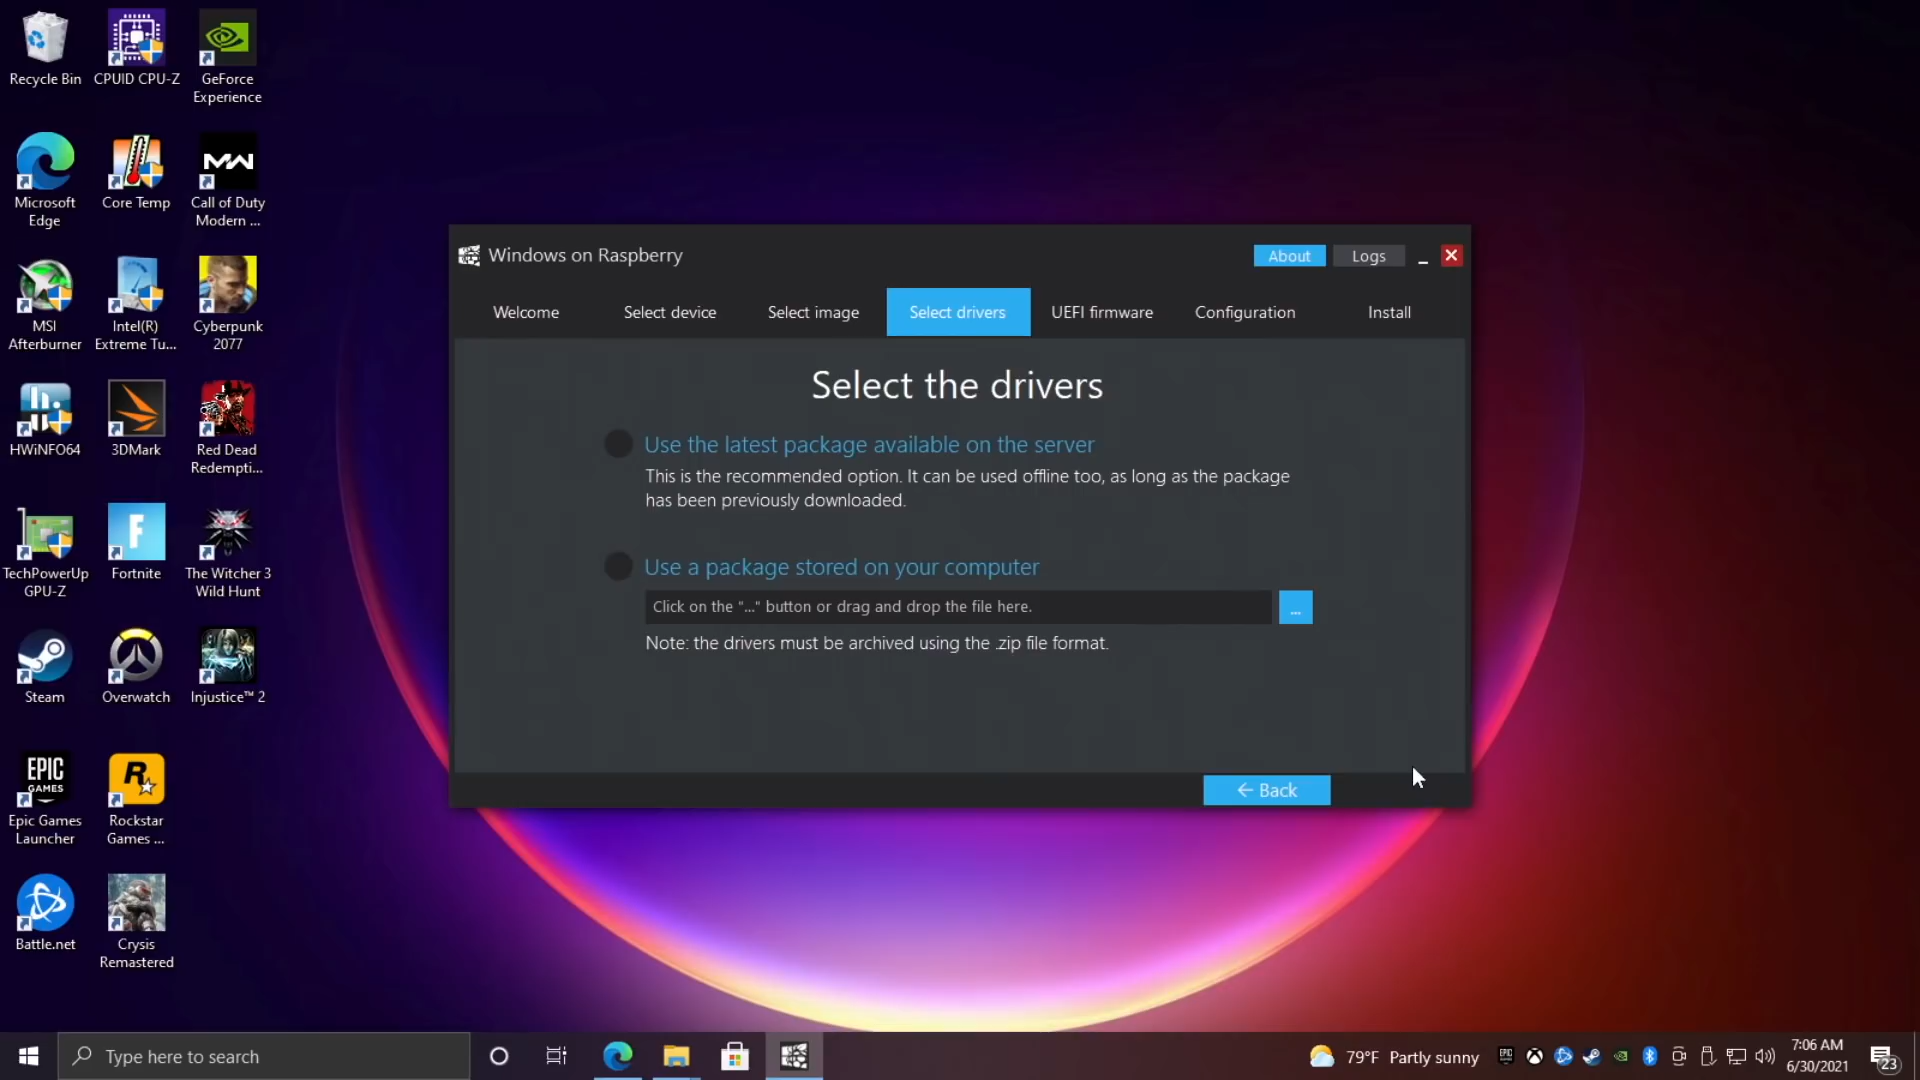 Recycle Bin
CPUID CPU-Z
GeForce
Experience
Microsoft
Edge
Core Temp
MW
Call of Duty
Modern ...
MSI
Afterburner
Intel(R)
Extreme Tu...
Cyberpunk
2077
HWiNFO64
3DMark
Red Dead
Redempti...
TechPowerUp
GPU-Z
F
Fortnite
The Witcher 3
Wild Hunt
Steam
Overwatch
Injustice™ 2
EPIC
GAMES
Epic Games
Launcher
R
Rockstar
Games ...
Battle.net
Crysis
Remastered
Windows on Raspberry
About
Logs
Welcome
Select device
Select image
Select drivers
UEFI firmware
Configuration
Install
Select the drivers
Use the latest package available on the server
This is the recommended option. It can be used offline too, as long as the package
has been previously downloaded.
Use a package stored on your computer
Click on the "..." button or drag and drop the file here.
...
Note: the drivers must be archived using the .zip file format.
← Back
Type here to search
79°F Partly sunny
7:06 AM
6/30/2021
23